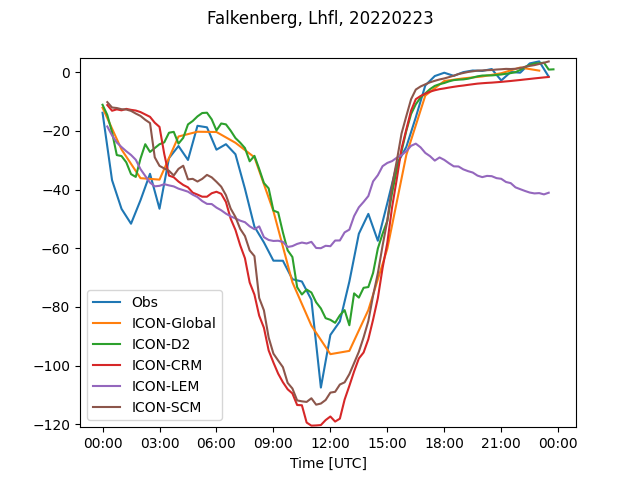 Falkenberg, Lhfl, 20220223
0
−20
−40
−60
−80
−100
−120
Obs
ICON-Global
ICON-D2
ICON-CRM
ICON-LEM
ICON-SCM
00:00 03:00 06:00 09:00 12:00 15:00 18:00 21:00 00:00
Time [UTC]